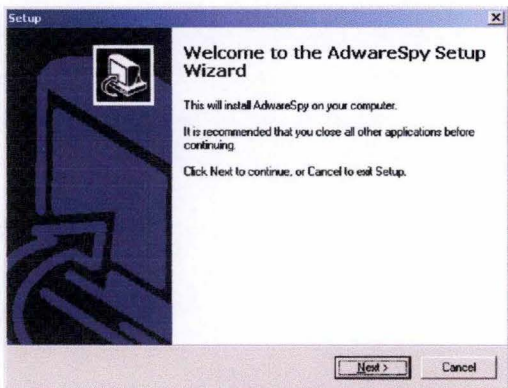 Setup
Welcome to the AdwareSpy Setup
Wizard
This will install AdwareSpy on your computer.
It is recommended that you close all other applications before
continuing.
Click Next to continue, or Cancel to exit Setup.
Next >
Cancel